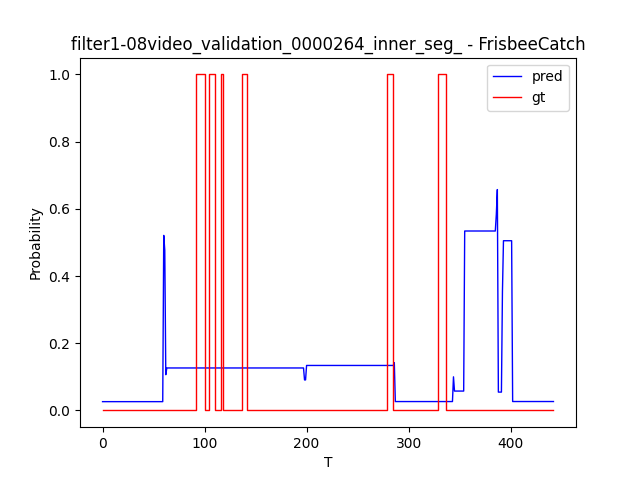 filter1-08video_validation_0000264_inner_seg_ - FrisbeeCatch
pred
gt
1.0
0.8
0.6
0.4
0.2
0.0
Probability
0
100
200
300
400
T